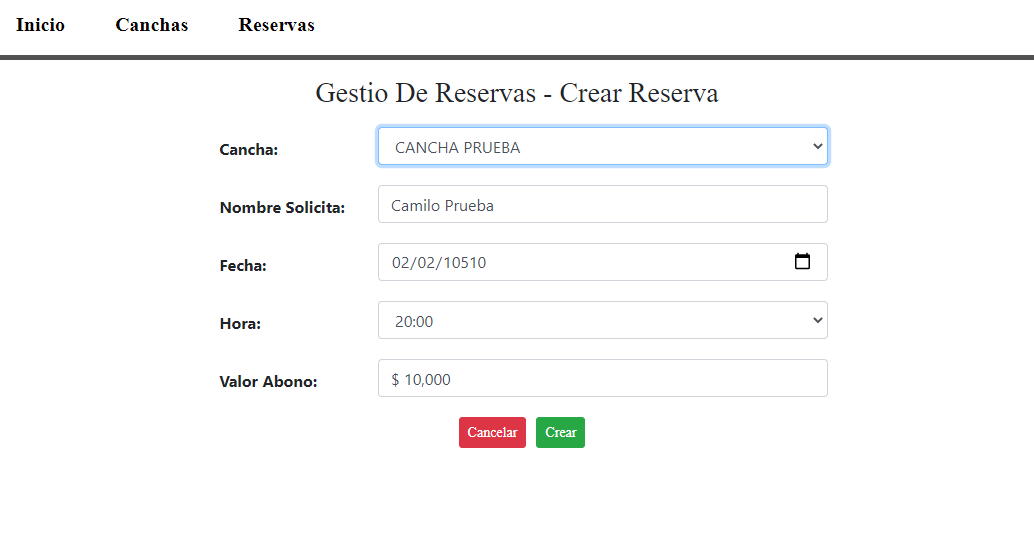 Inicio Canchas Reservas
Gestio De Reservas - Crear Reserva
Cancha: CANCHA PRUEBA
Nombre Solicita: Camilo Prueba
Fecha: 02/02/10510
Hora: 20:00
Valor Abono: $ 10,000
Cancelar Crear